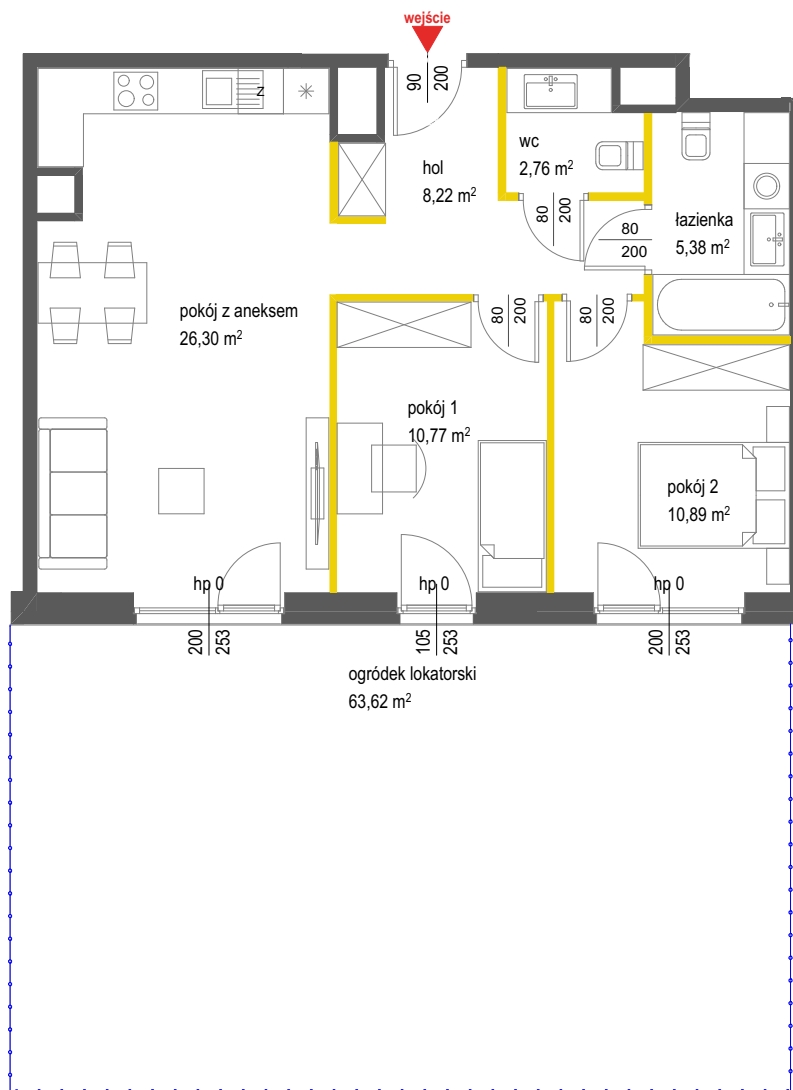 wejście
90
200
z
wc
2,76 m²
hol
8,22 m²
80
200
80
200
łazienka
5,38 m²
pokój z aneksem
26,30 m²
80
200
80
200
pokój 1
10,77 m²
pokój 2
10,89 m²
hp 0
hp 0
hp 0
200
253
105
253
200
253
ogródek lokatorski
63,62 m²